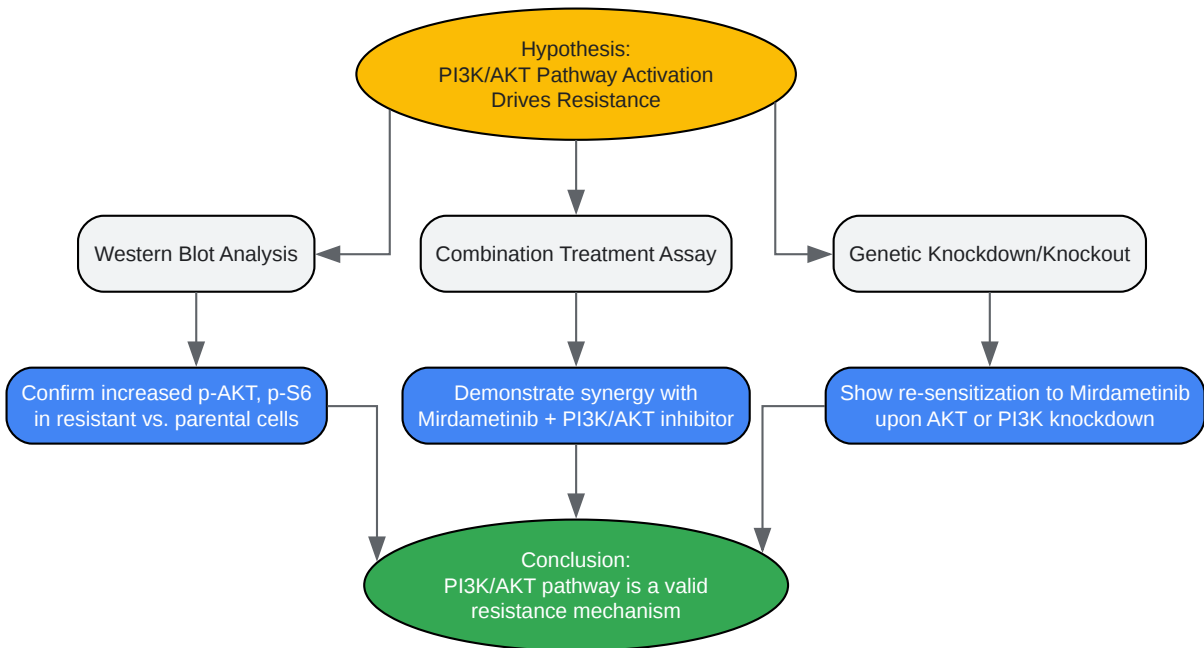 Hypothesis:
PI3K/AKT Pathway Activation
Drives Resistance
Western Blot Analysis
Combination Treatment Assay
Genetic Knockdown/Knockout
Confirm increased p-AKT, p-S6
in resistant vs. parental cells
Demonstrate synergy with
Mirdametinib + PI3K/AKT inhibitor
Show re-sensitization to Mirdametinib
upon AKT or PI3K knockdown
Conclusion:
PI3K/AKT pathway is a valid
resistance mechanism